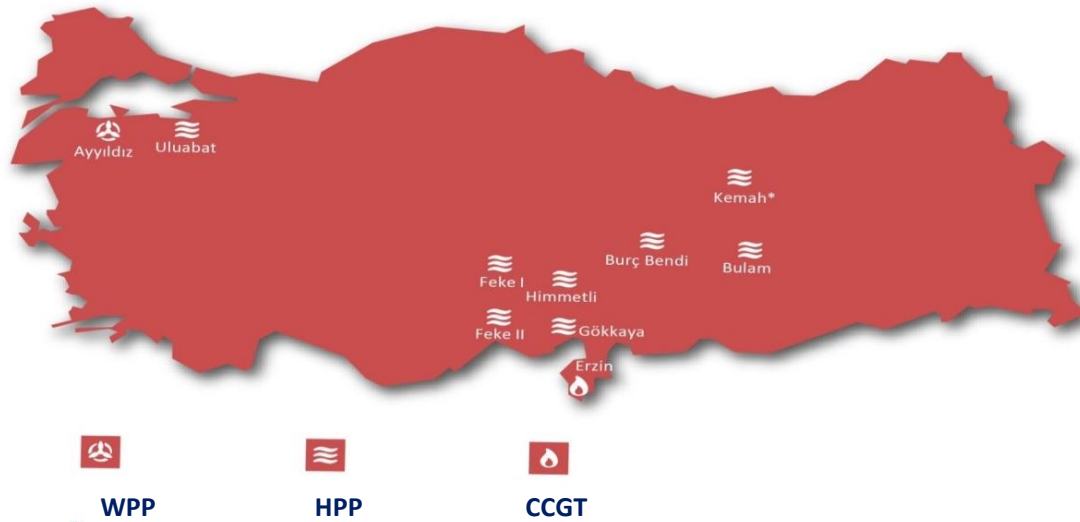 Ayyıldız
Uluabat
Kemah*
Burç Bendi
Bulam
Feke I
Himmetli
Feke II
Gökkaya
Erzin
WPP
HPP
CCGT